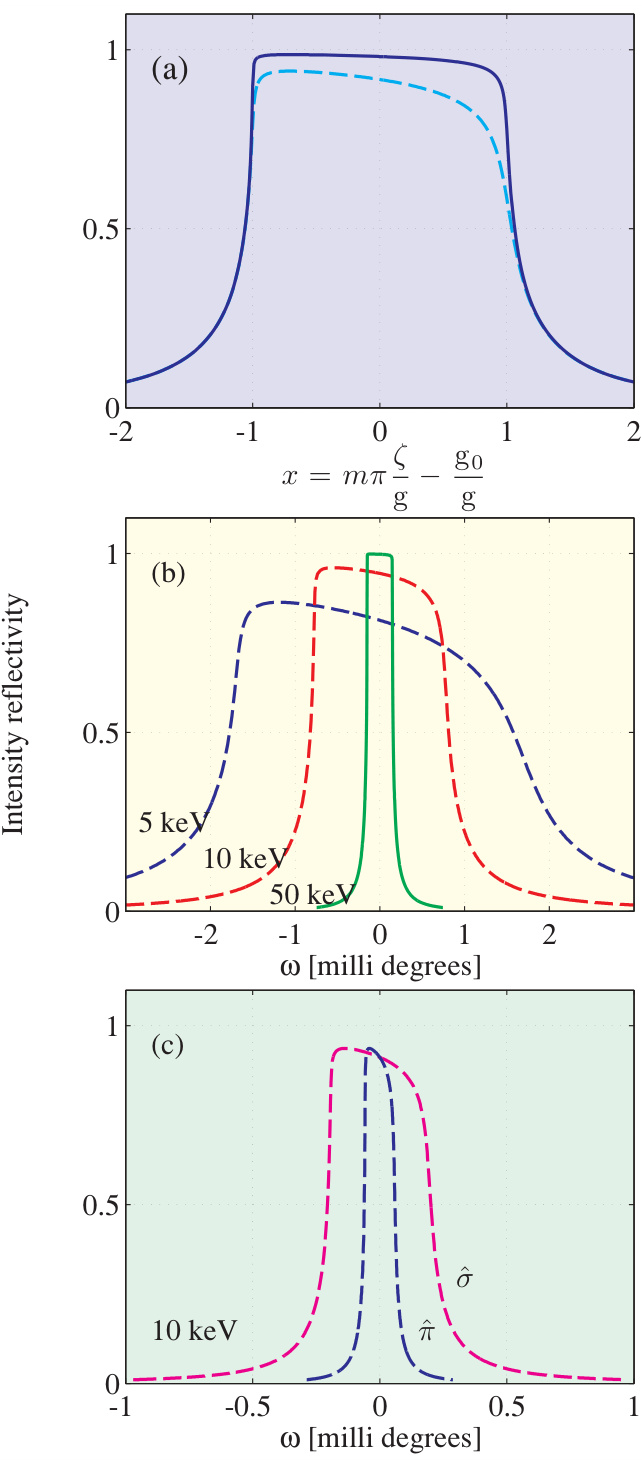 1
(a)
0.5
0
-2 -1 0 1 2
x = mπ ζ/g − g₀/g
Intensity reflectivity
1
(b)
0.5
5 keV
10 keV
50 keV
0
-2 -1 0 1 2
ω [milli degrees]
1
(c)
0.5
σ̂
π̂
10 keV
0
-1 -0.5 0 0.5 1
ω [milli degrees]